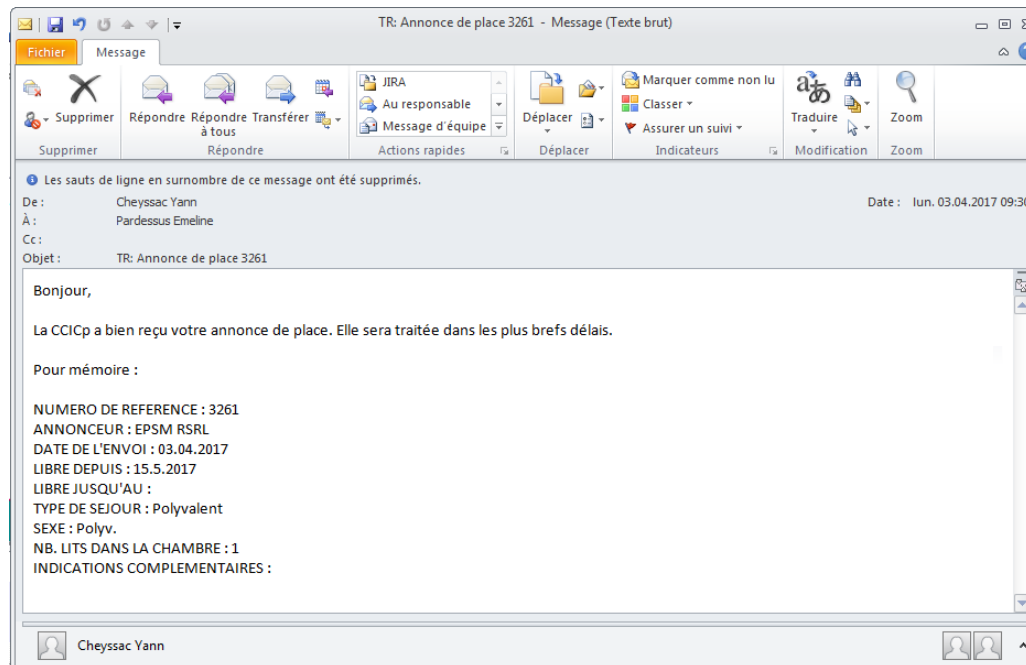 TR: Annonce de place 3261 - Message (Texte brut)
Fichier Message
Supprimer
Répondre Répondre à tous Transférer
JIRA
Au responsable
Message d'équipe
Déplacer
Marquer comme non lu
Classer
Assurer un suivi
Traduire
Zoom
Supprimer Répondre Actions rapides Déplacer Indicateurs Modification Zoom
Les sauts de ligne en surnombre de ce message ont été supprimés.
De : Cheyssac Yann Date : lun. 03.04.2017 09:30
À : Pardessus Emeline
Cc :
Objet : TR: Annonce de place 3261
Bonjour,
La CCICp a bien reçu votre annonce de place. Elle sera traitée dans les plus brefs délais.
Pour mémoire :
NUMERO DE REFERENCE : 3261
ANNONCEUR : EPSM RSRL
DATE DE L'ENVOI : 03.04.2017
LIBRE DEPUIS : 15.5.2017
LIBRE JUSQU'AU :
TYPE DE SEJOUR : Polyvalent
SEXE : Polyv.
NB. LITS DANS LA CHAMBRE : 1
INDICATIONS COMPLEMENTAIRES :
Cheyssac Yann